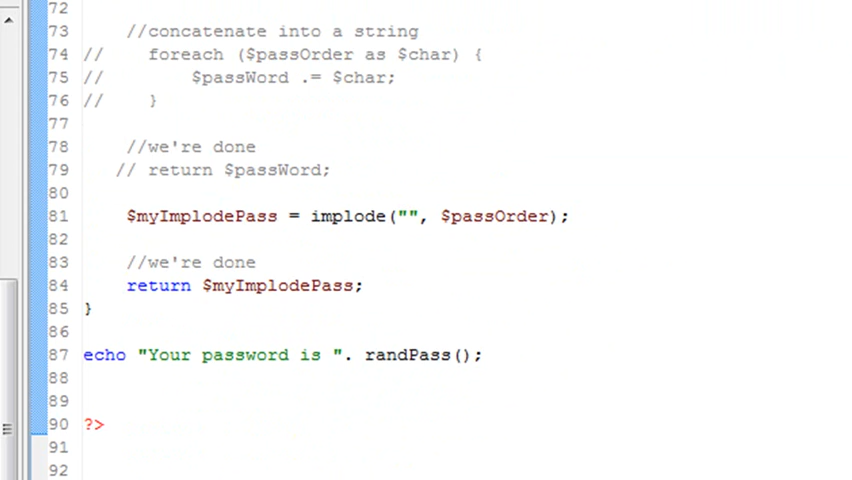 72
73 //concatenate into a string
74 // foreach ($passOrder as $char) {
75 // $passWord .= $char;
76 // }
77
78 //we're done
79 // return $passWord;
80
81 $myImplodePass = implode("", $passOrder);
82
83 //we're done
84 return $myImplodePass;
85 }
86
87 echo "Your password is ". randPass();
88
89
90 ?>
91
92